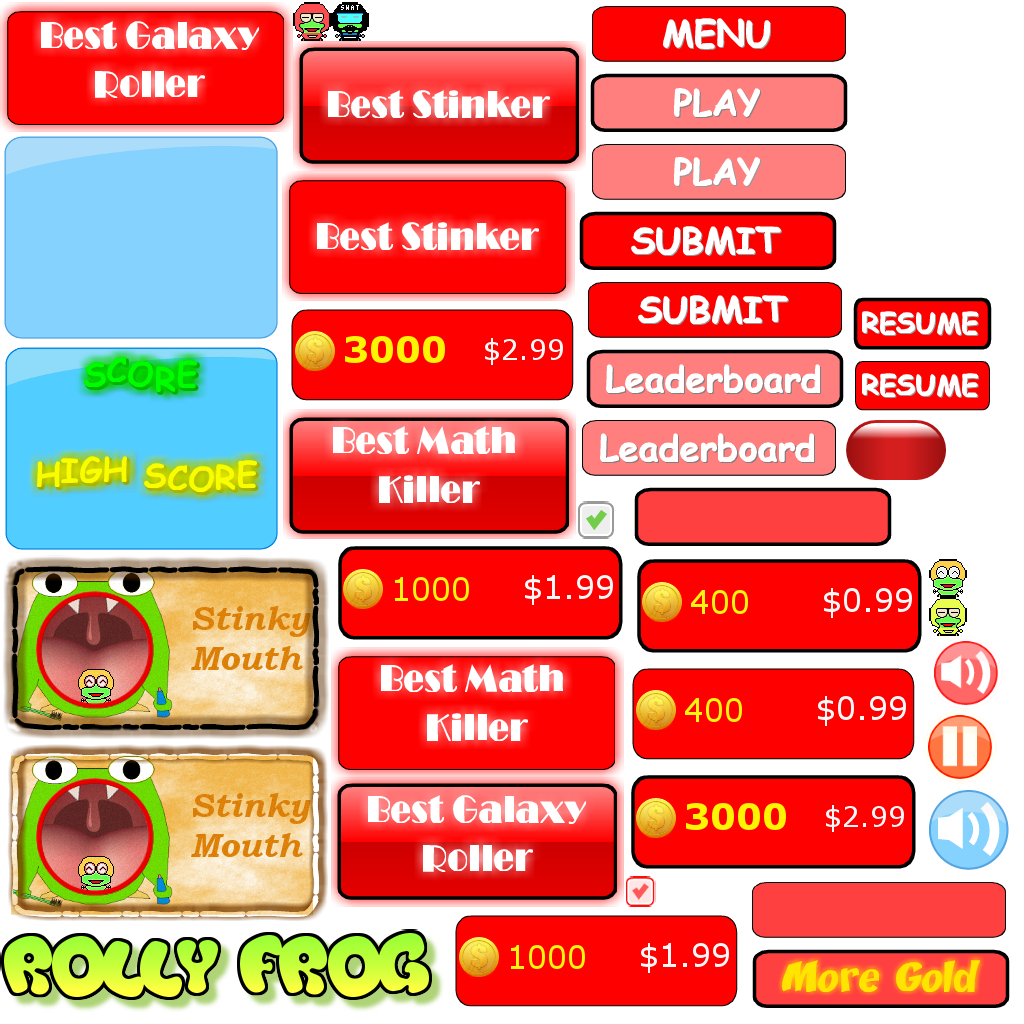 Best Galaxy
Roller
SWAT
Best Stinker
MENU
PLAY
PLAY
Best Stinker
SUBMIT
SUBMIT
RESUME
3000 $2.99
SCORE
HIGH SCORE
Leaderboard
RESUME
Best Math
Killer
Leaderboard
Stinky
Mouth
1000 $1.99
400 $0.99
Best Math
Killer
400 $0.99
Stinky
Mouth
Best Galaxy
Roller
3000 $2.99
ROLLY FROG
1000 $1.99
More Gold